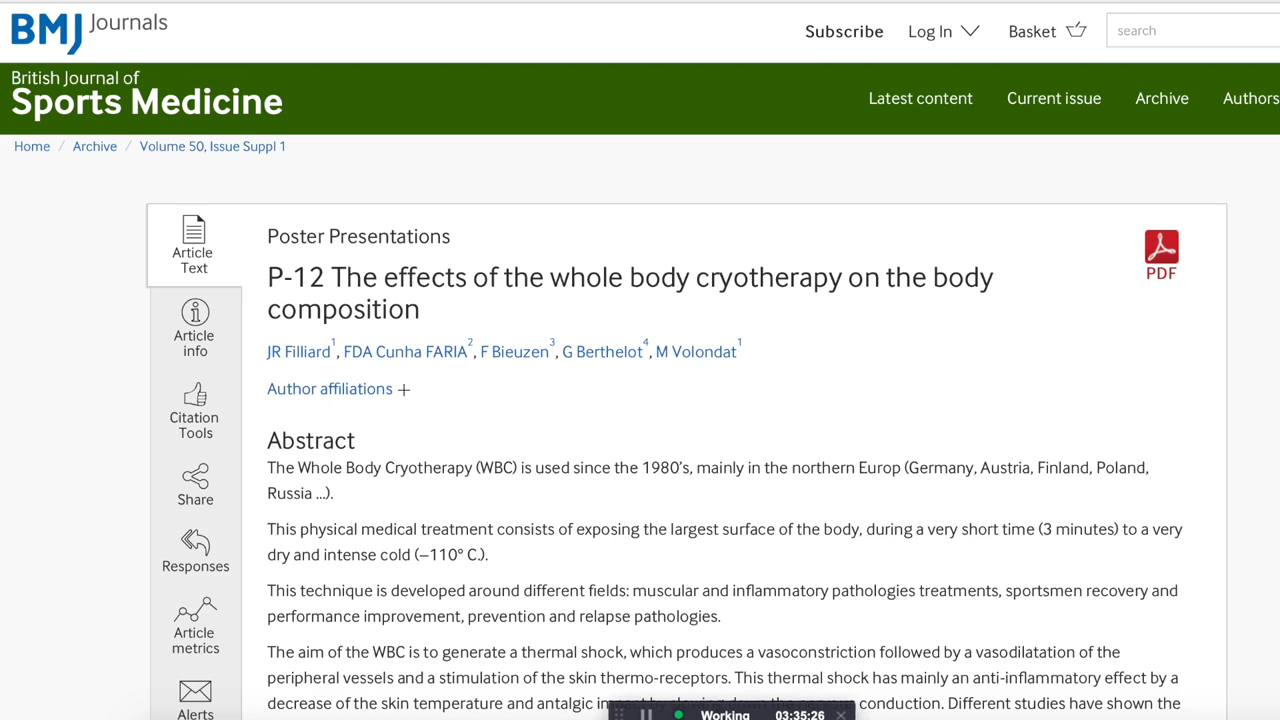 BMJ Journals
Subscribe Log In Basket search
British Journal of
Sports Medicine
Latest content Current issue Archive Authors
Home / Archive / Volume 50, Issue Suppl 1
Article
Text
Article
info
Citation
Tools
Share
Responses
Article
metrics
Alerts
Poster Presentations
PDF
P-12 The effects of the whole body cryotherapy on the body
composition
JR Filliard1, FDA Cunha FARIA2, F Bieuzen3, G Berthelot4, M Volondat1
Author affiliations +
Abstract
The Whole Body Cryotherapy (WBC) is used since the 1980's, mainly in the northern Europ (Germany, Austria, Finland, Poland,
Russia ...).
This physical medical treatment consists of exposing the largest surface of the body, during a very short time (3 minutes) to a very
dry and intense cold (–110° C.).
This technique is developed around different fields: muscular and inflammatory pathologies treatments, sportsmen recovery and
performance improvement, prevention and relapse pathologies.
The aim of the WBC is to generate a thermal shock, which produces a vasoconstriction followed by a vasodilatation of the
peripheral vessels and a stimulation of the skin thermo-receptors. This thermal shock has mainly an anti-inflammatory effect by a
decrease of the skin temperature and antalgic impact by slowing down the nervous conduction. Different studies have shown the
Working 03:35:26